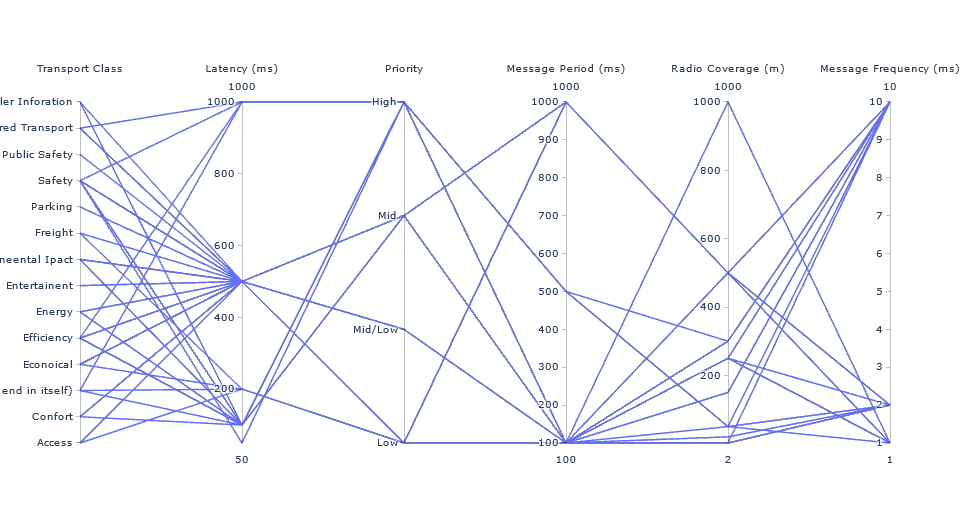 Transport Class Latency (ms) Priority Message Period (ms) Radio Coverage (m) Message Frequency (ms)
1000 1000 1000 10
ler Inforation 1000 High 1000 1000 10
red Transport
900 9
Public Safety
Safety 800 800 800 8
Parking
700 7
Mid
Freight
600 600 600 6
neental Ipact
Entertainent 500 5
Energy
400 400 400 4
Mid/Low
Efficiency
Econoical 300 3
200
end in itself) 200
200 2
Confort
Access Low 100 1
50 100 2 1